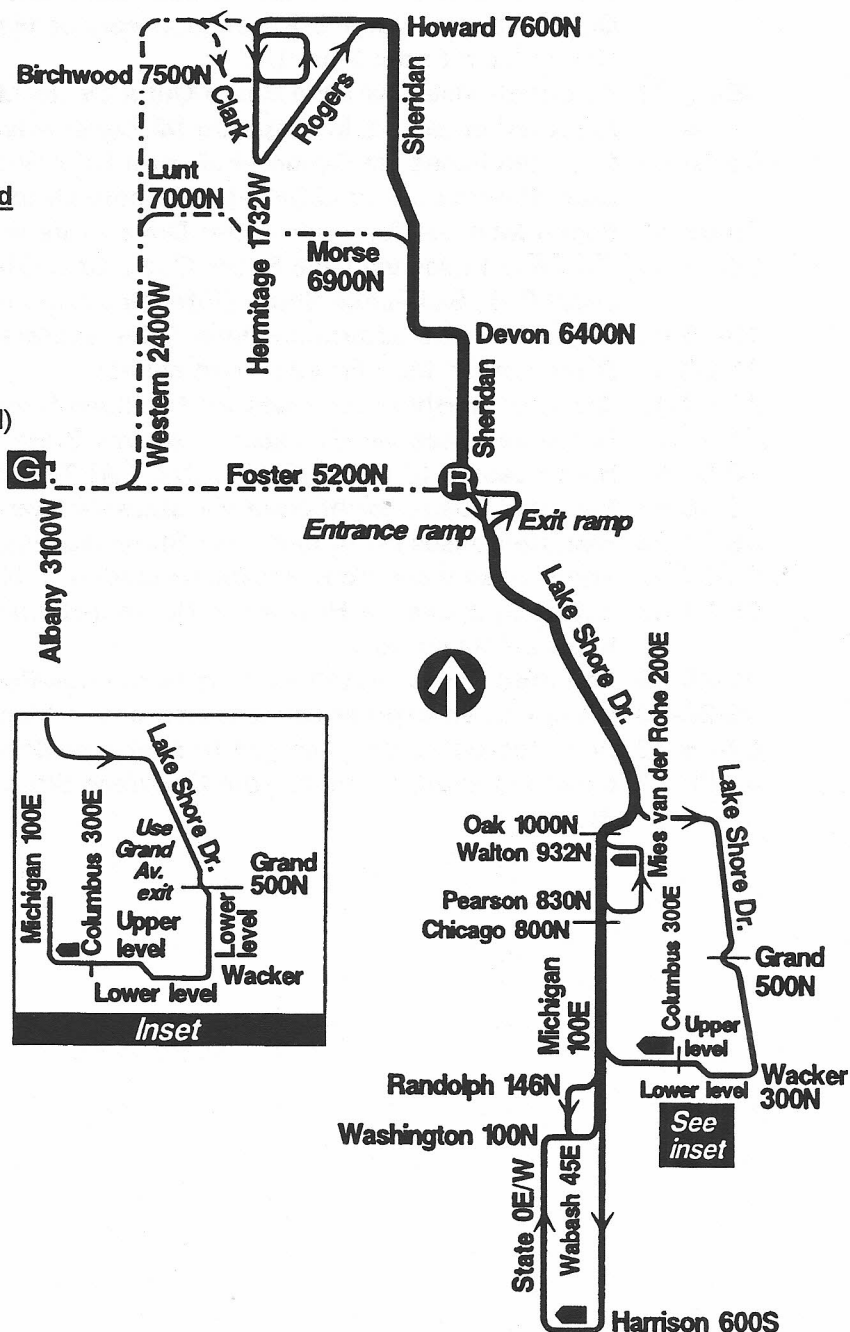 Howard 7600N
Birchwood 7500N
Clark
Rogers
Sheridan
Lunt
7000N
d
Hermitage 1732W
Morse
6900N
Western 2400W
Devon 6400N
Sheridan
l)
G
Foster 5200N
R
Entrance ramp
Exit ramp
Albany 3100W
Lake Shore Dr.
Mies van der Rohe 200E
Lake Shore Dr.
Oak 1000N
Walton 932N
Pearson 830N
Chicago 800N
Columbus 300E
Grand
500N
Michigan
100E
Upper
level
Lower level
Wacker
300N
See
inset
Randolph 146N
Washington 100N
State 0E/W
Wabash 45E
Harrison 600S
Lake Shore Dr.
Michigan 100E
Columbus 300E
Use
Grand
Av.
exit
Grand
500N
Upper
level
Lower
level
Wacker
Lower level
Inset